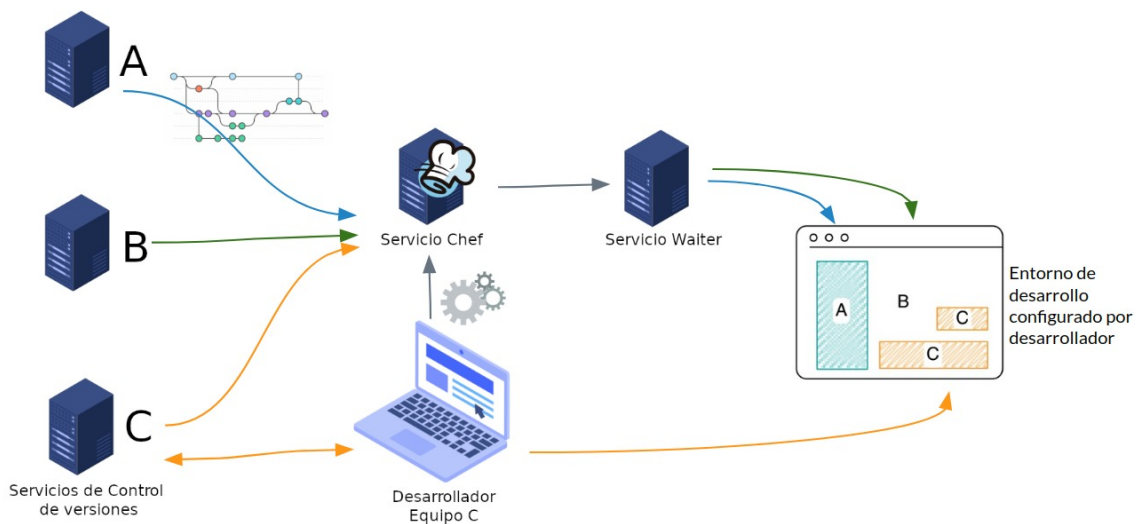 A
B
C
Servicios de Control
de versiones
Servicio Chef
Servicio Waiter
Desarrollador
Equipo C
A
B
C
C
Entorno de
desarrollo
configurado por
desarrollador